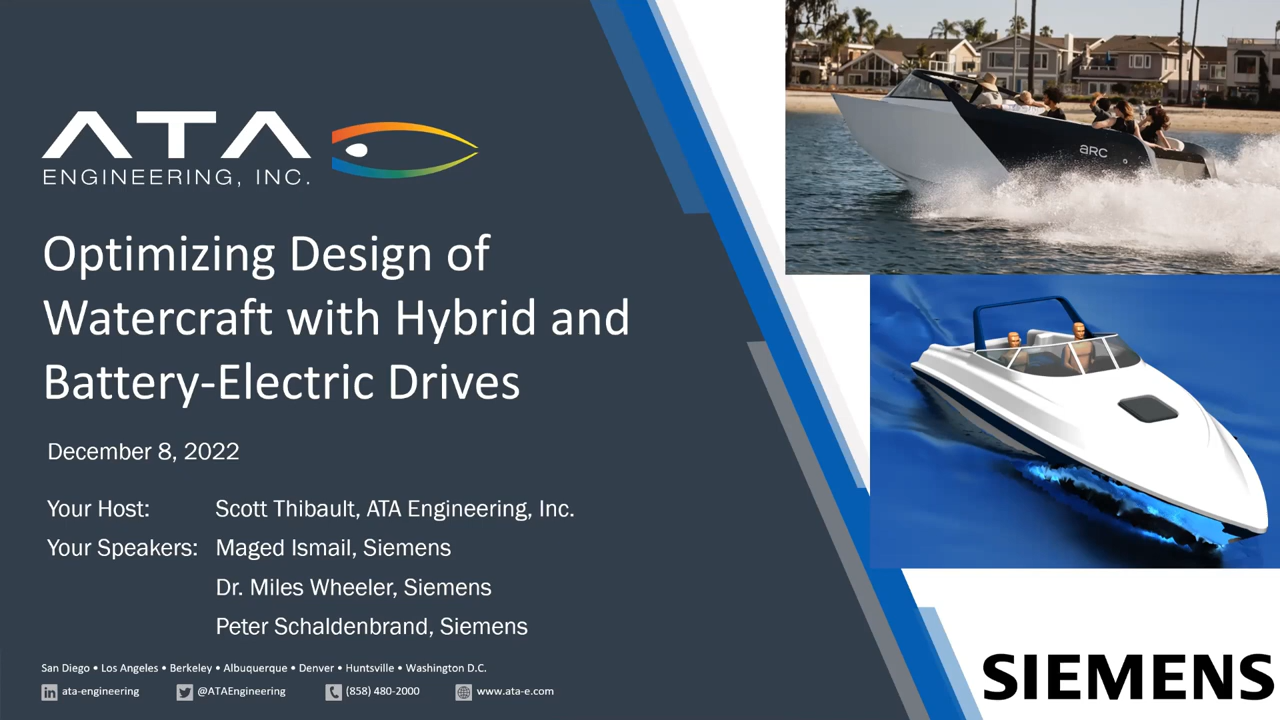 ATA
ENGINEERING, INC.
Optimizing Design of
Watercraft with Hybrid and
Battery-Electric Drives
December 8, 2022
Your Host: Scott Thibault, ATA Engineering, Inc.
Your Speakers: Maged Ismail, Siemens
Dr. Miles Wheeler, Siemens
Peter Schaldenbrand, Siemens
San Diego • Los Angeles • Berkeley • Albuquerque • Denver • Huntsville • Washington D.C.
in ata-engineering @ATAEngineering (858) 480-2000 www.ata-e.com
aRC
SIEMENS